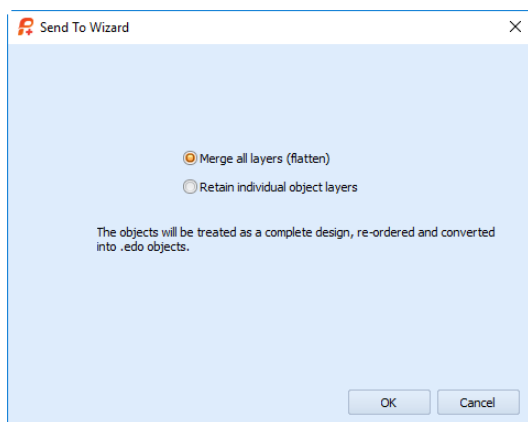 Send To Wizard
Merge all layers (flatten)
Retain individual object layers
The objects will be treated as a complete design, re-ordered and converted
into .edo objects.
OK Cancel